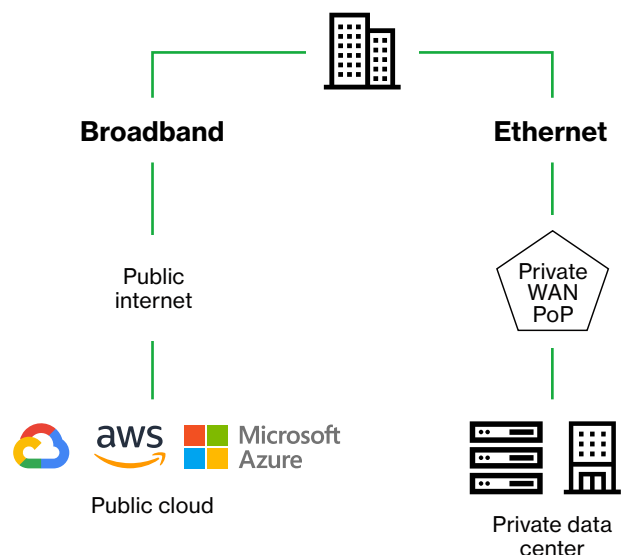 Broadband
Ethernet
Public
internet
Private
WAN
PoP
aws
Microsoft
Azure
Public cloud
Private data
center